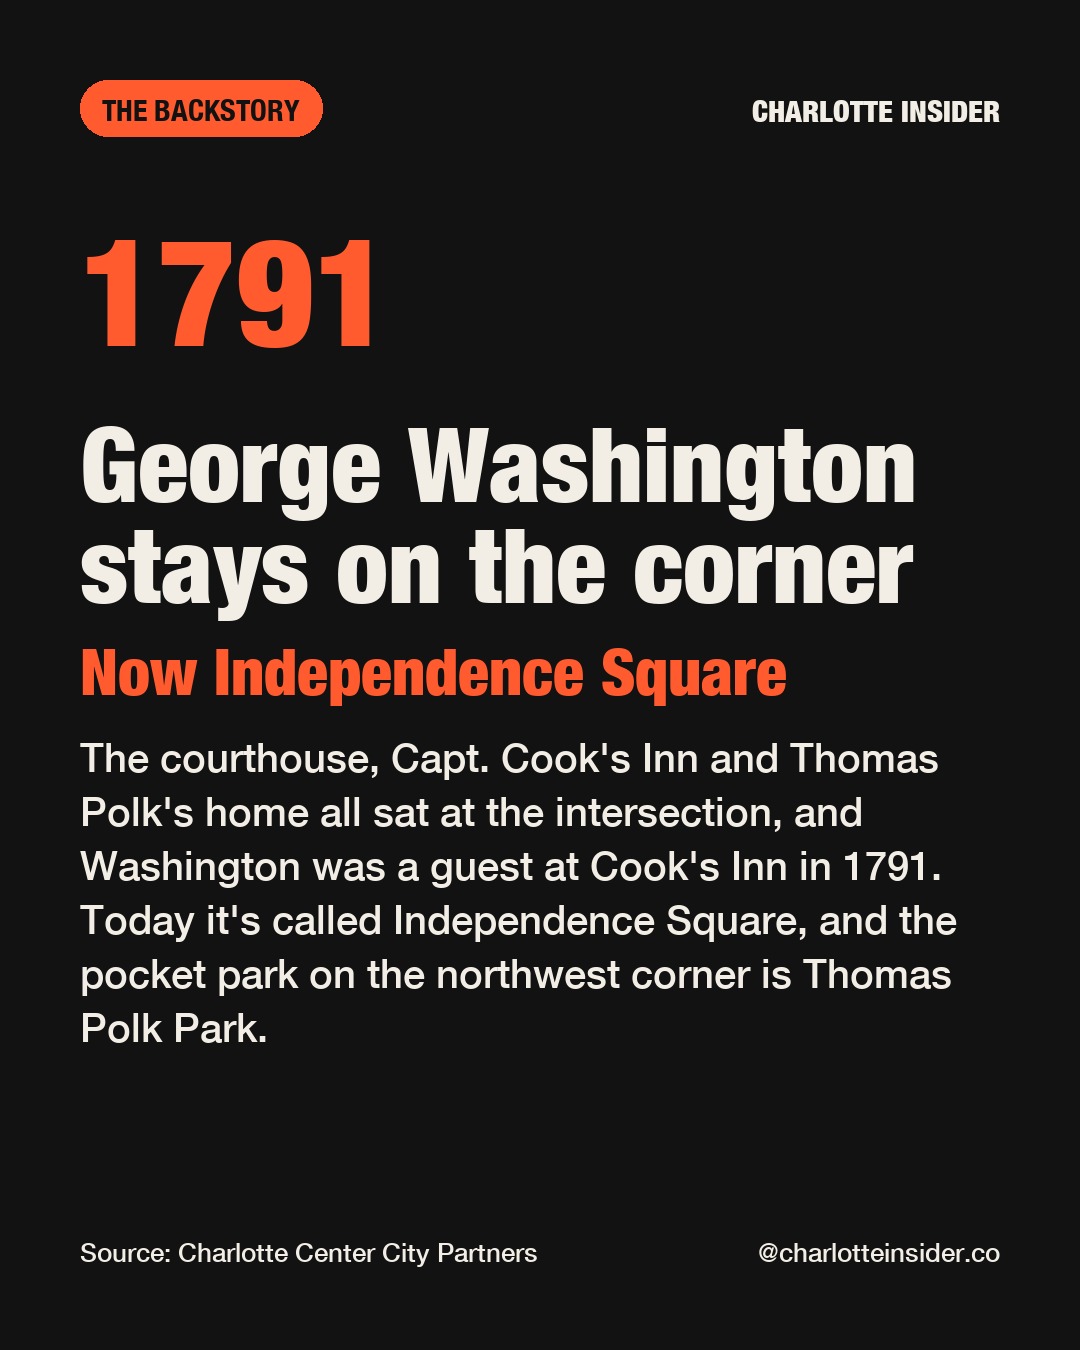 THE BACKSTORY
CHARLOTTE INSIDER
1791
George Washington
stays on the corner
Now Independence Square
The courthouse, Capt. Cook's Inn and Thomas
Polk's home all sat at the intersection, and
Washington was a guest at Cook's Inn in 1791.
Today it's called Independence Square, and the
pocket park on the northwest corner is Thomas
Polk Park.
Source: Charlotte Center City Partners
@charlotteinsider.co